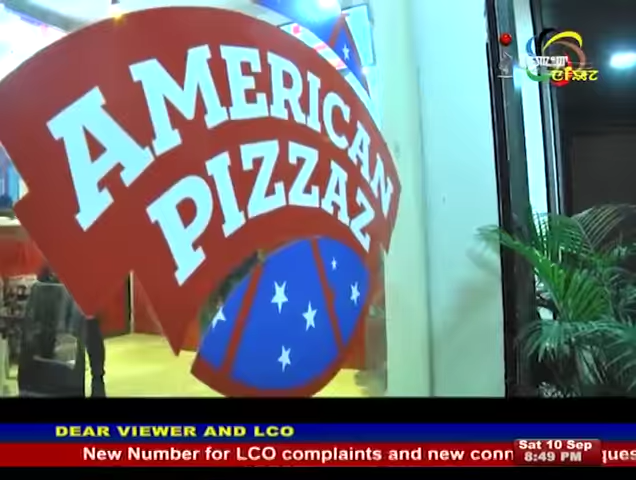 AMERICAN
PIZZAZ
DEAR VIEWER AND LCO
New Number for LCO complaints and new conn
Sat 10 Sep
8:49 PM
ques